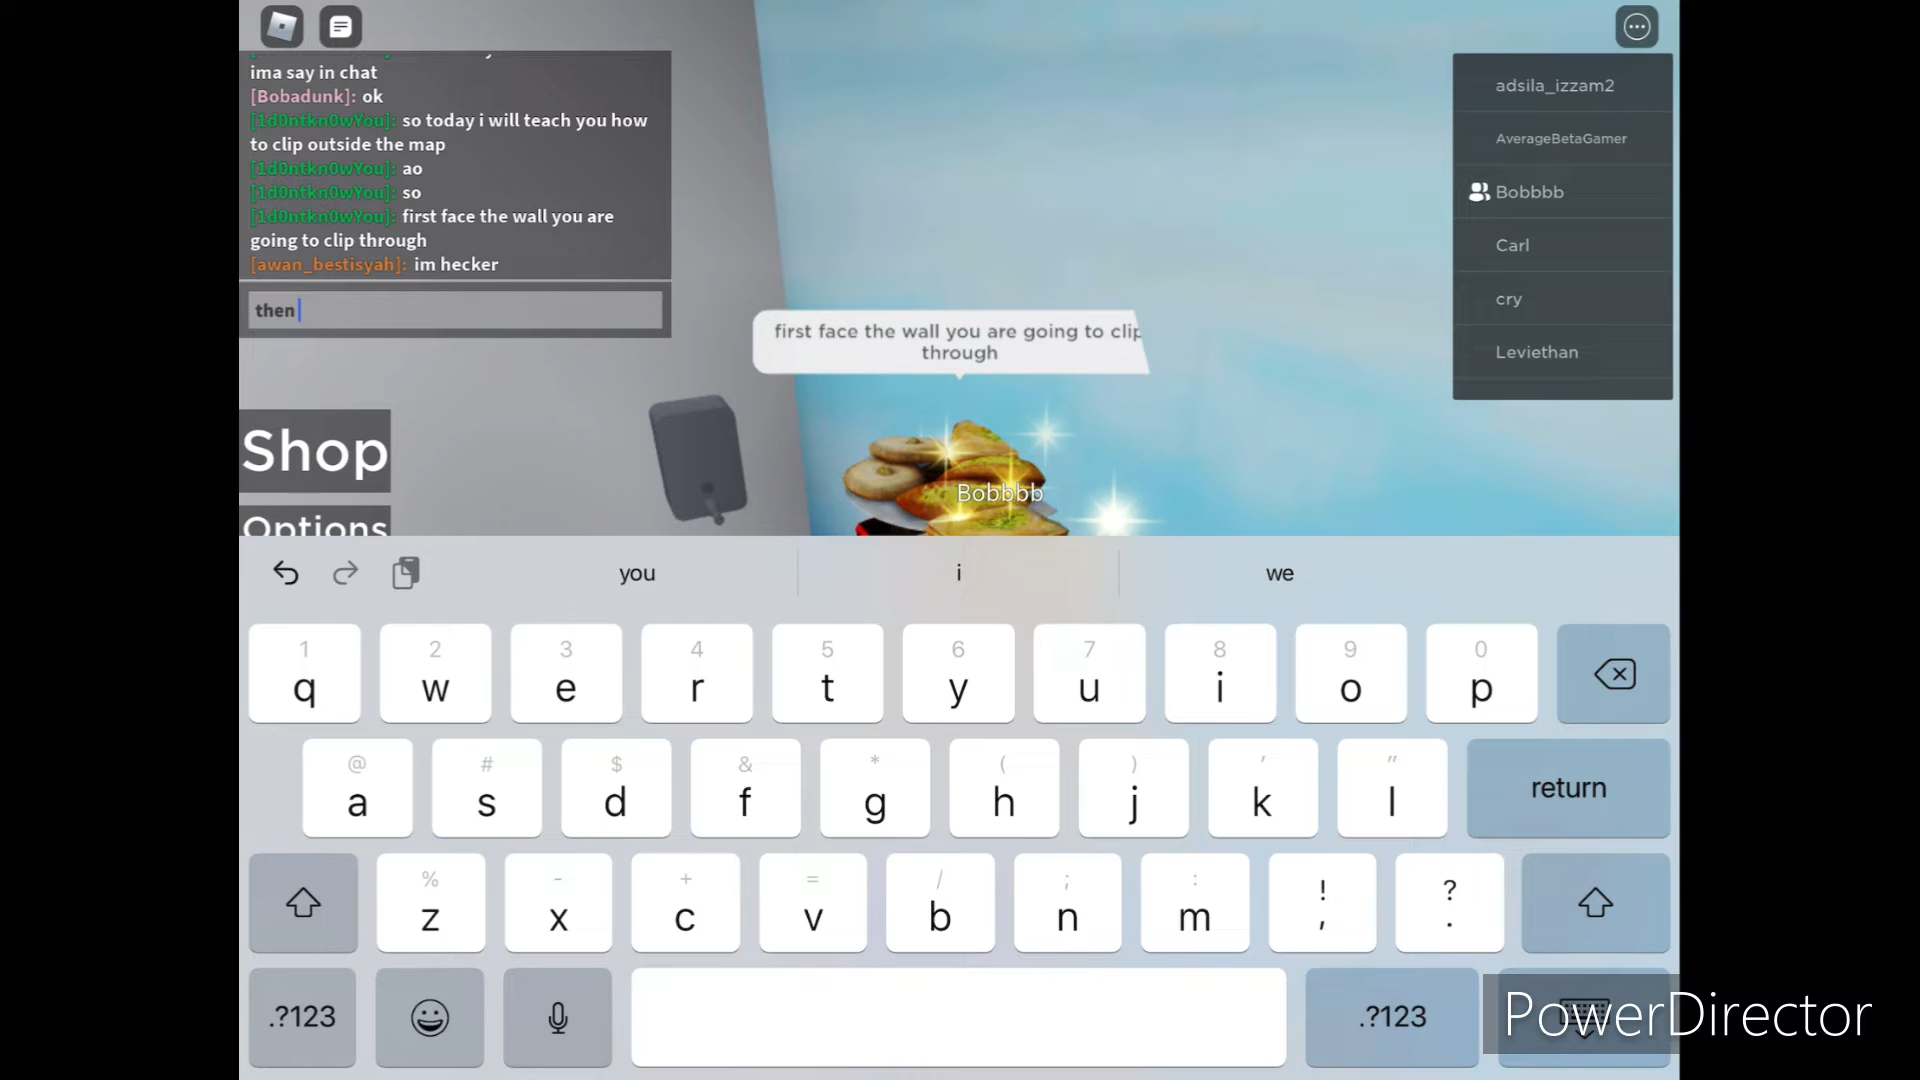 ima say in chat
[Bobadunk]: ok
[1d0ntkn0wYou]: so today i will teach you how
to clip outside the map
[1d0ntkn0wYou]: ao
[1d0ntkn0wYou]: so
[1d0ntkn0wYou]: first face the wall you are
going to clip through
[awan_bestisyah]: im hecker
then
adsila_izzam2
AverageBetaGamer
Bobbbb
Carl
cry
Leviethan
first face the wall you are going to clip
through
Bobbbb
Shop
Options
you i we
1 2 3 4 5 6 7 8 9 0
q w e r t y u i o p
@ # $ & * ( ) ' "
a s d f g h j k l return
% - + = / ; : ! ?
z x c v b n m , .
.?123 .?123
PowerDirector